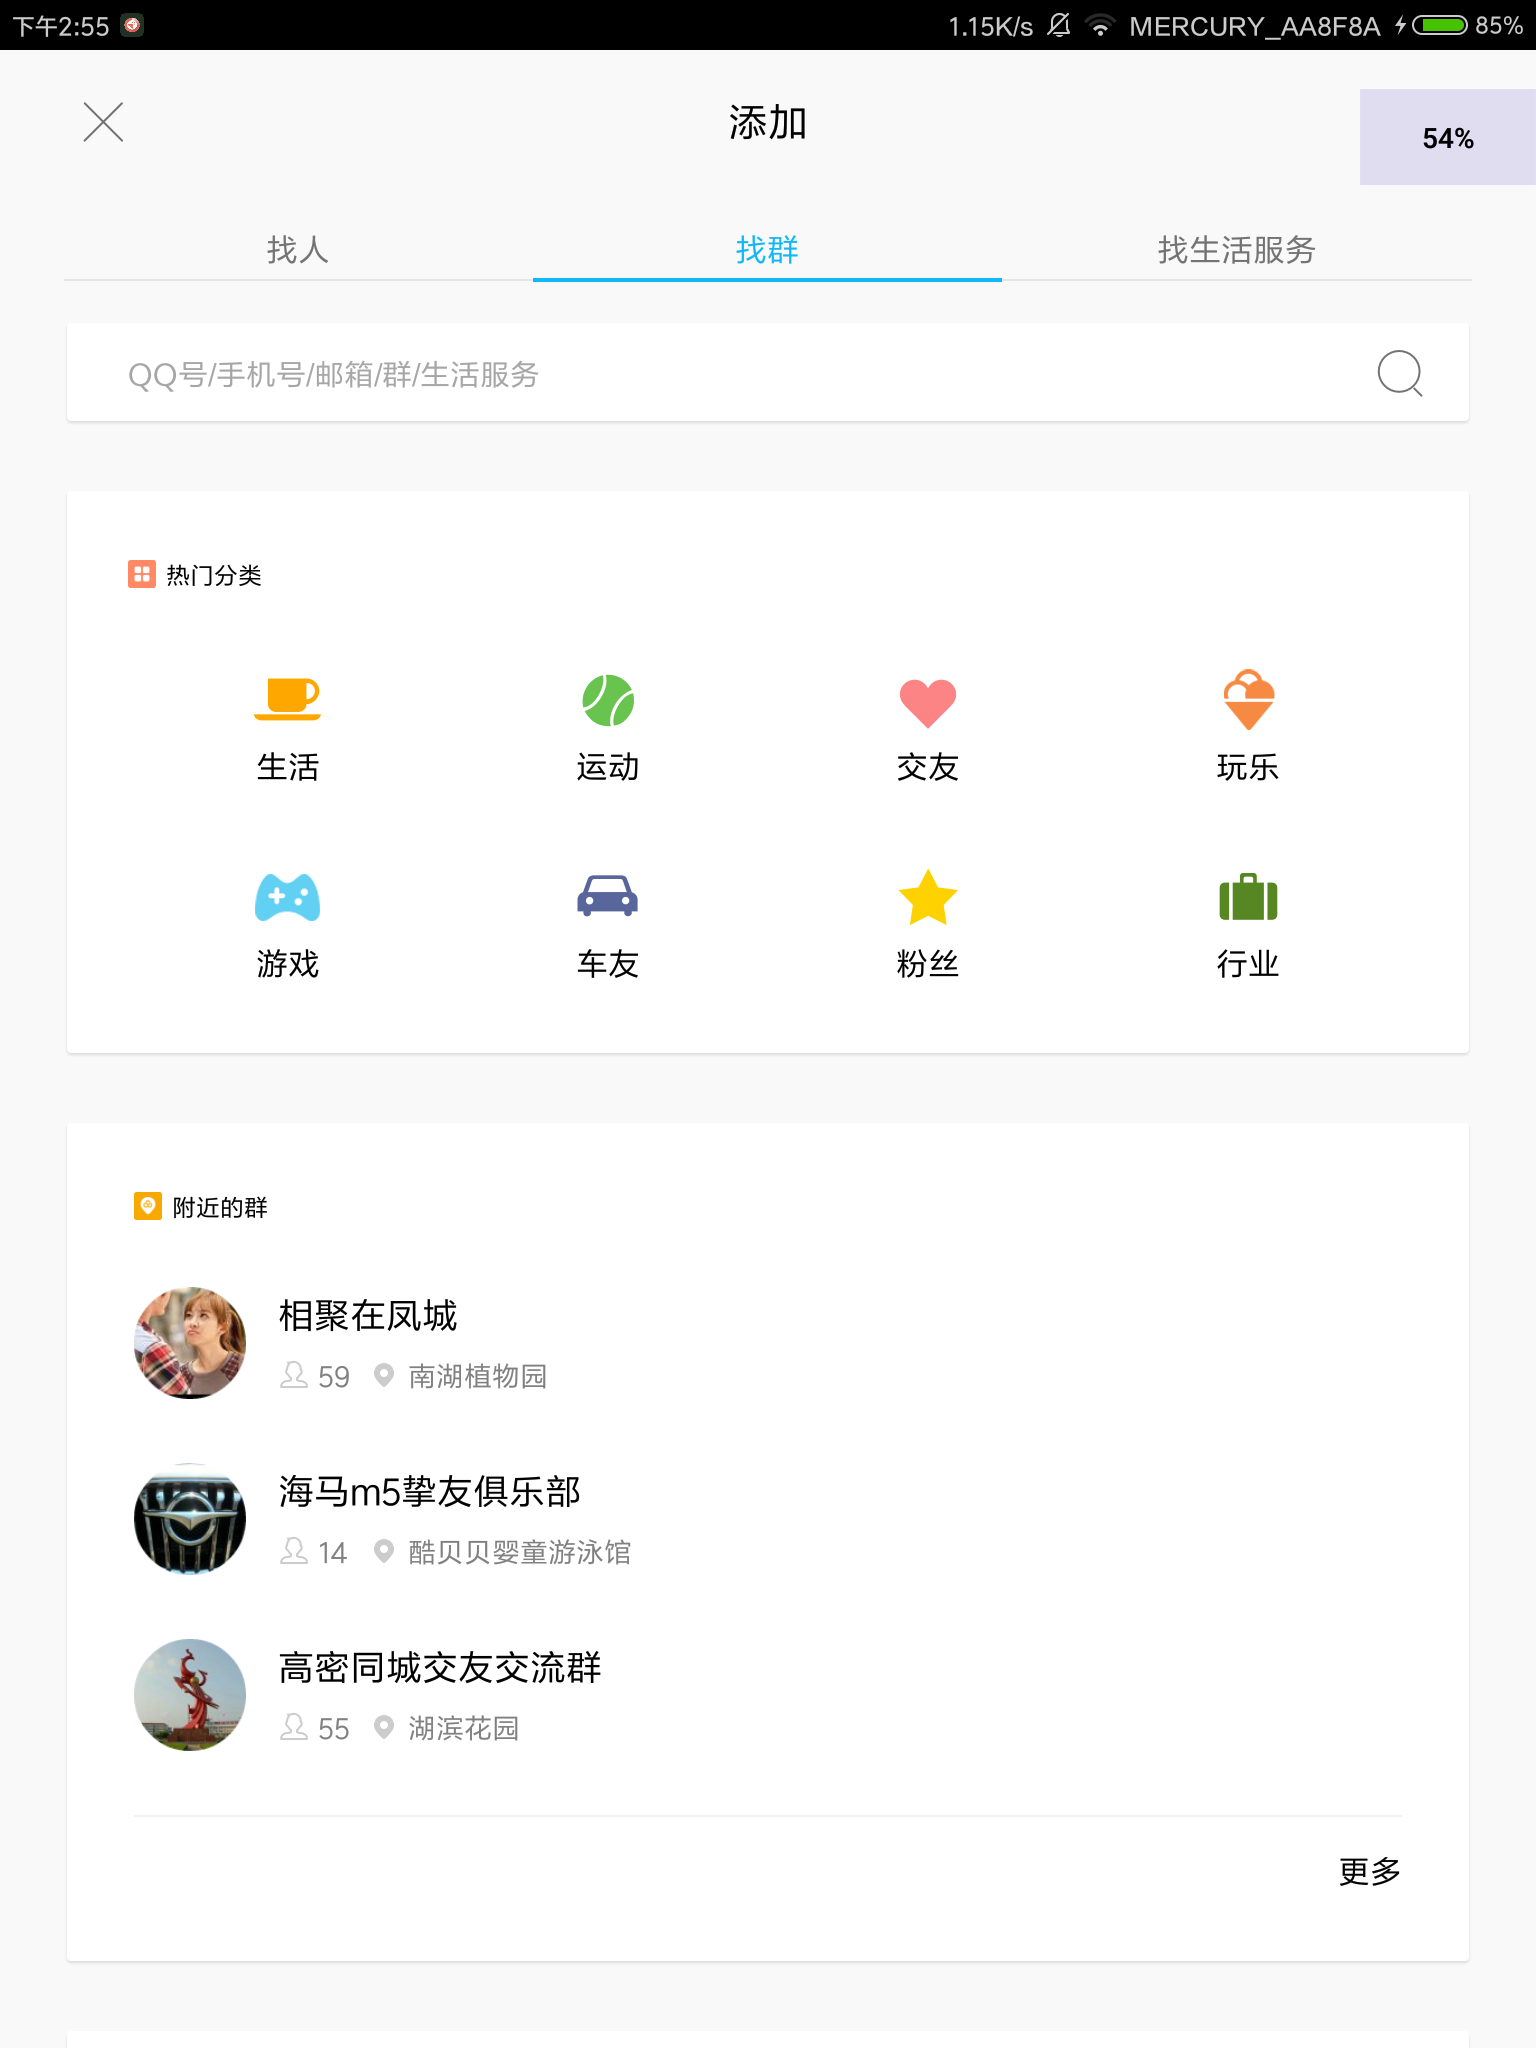 下午2:55 1.15K/s MERCURY_AA8F8A 85%
添加
54%
找人 找群 找生活服务
QQ号/手机号/邮箱/群/生活服务
热门分类
生活 运动 交友 玩乐
游戏 车友 粉丝 行业
附近的群
相聚在凤城
59 南湖植物园
海马m5挚友俱乐部
14 酷贝贝婴童游泳馆
高密同城交友交流群
55 湖滨花园
更多